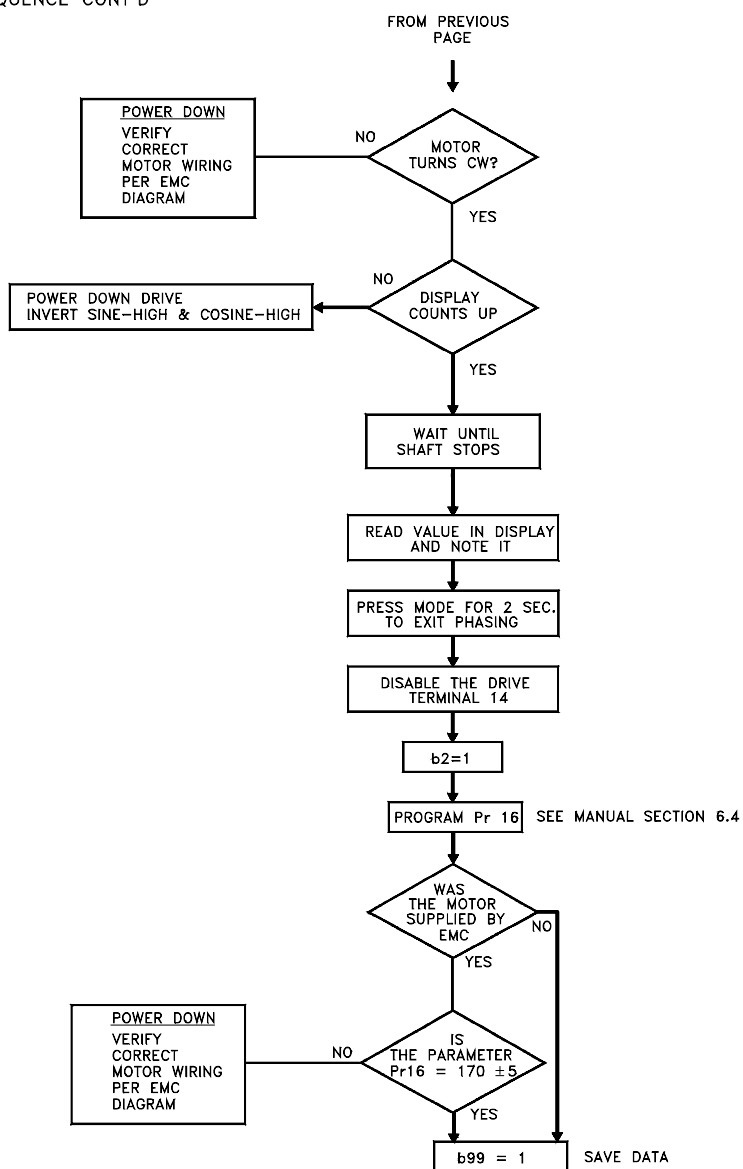 QUENCE CONT'D
FROM PREVIOUS
PAGE
POWER DOWN
VERIFY
CORRECT
MOTOR WIRING
PER EMC
DIAGRAM
NO
MOTOR
TURNS CW?
YES
NO
POWER DOWN DRIVE
INVERT SINE-HIGH & COSINE-HIGH
DISPLAY
COUNTS UP
YES
WAIT UNTIL
SHAFT STOPS
READ VALUE IN DISPLAY
AND NOTE IT
PRESS MODE FOR 2 SEC.
TO EXIT PHASING
DISABLE THE DRIVE
TERMINAL 14
b2=1
PROGRAM Pr 16
SEE MANUAL SECTION 6.4
WAS
THE MOTOR
SUPPLIED BY
EMC
NO
YES
POWER DOWN
VERIFY
CORRECT
MOTOR WIRING
PER EMC
DIAGRAM
NO
IS
THE PARAMETER
Pr16 = 170 ±5
YES
b99 = 1
SAVE DATA